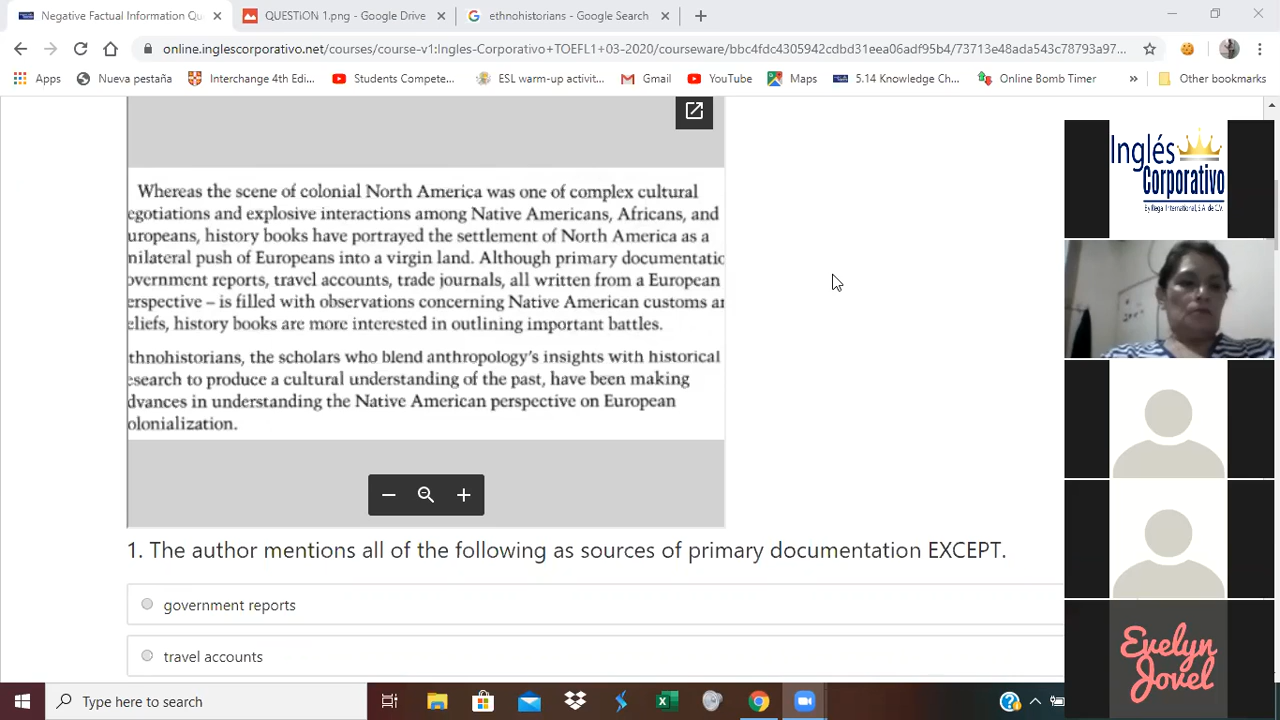 Negative Factual Information Qu
QUESTION 1.png - Google Drive
ethnohistorians - Google Search
online.inglescorporativo.net/courses/course-v1:Ingles-Corporativo+TOEFL1+03-2020/courseware/bbc4fdc4305942cdbd31eea06adf95b4/73713e48ada543c78793a97...
Apps
Nueva pestaña
Interchange 4th Edi...
Students Compete...
ESL warm-up activit...
Gmail
YouTube
Maps
5.14 Knowledge Ch...
Online Bomb Timer
»
Other bookmarks
Whereas the scene of colonial North America was one of complex cultural
egotiations and explosive interactions among Native Americans, Africans, and
uropeans, history books have portrayed the settlement of North America as a
nilateral push of Europeans into a virgin land. Although primary documentatio
overnment reports, travel accounts, trade journals, all written from a European
erspective – is filled with observations concerning Native American customs an
eliefs, history books are more interested in outlining important battles.
thnohistorians, the scholars who blend anthropology's insights with historical
esearch to produce a cultural understanding of the past, have been making
dvances in understanding the Native American perspective on European
olonialization.
1. The author mentions all of the following as sources of primary documentation EXCEPT.
government reports
travel accounts
Inglés
Corporativo
By Ilega International, S.A. de C.V.
Evelyn
Jovel
Type here to search